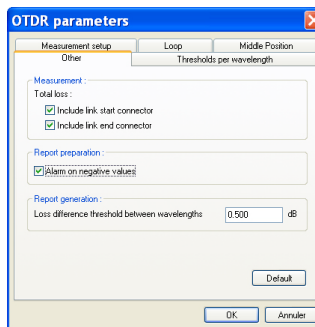 OTDR parameters
Measurement setup
Loop
Middle Position
Other
Thresholds per wavelength
Measurement :
Total loss :
Include link start connector
Include link end connector
Report preparation :
Alarm on negative values
Report generation :
Loss difference threshold between wavelengths
0.500
dB
Default
OK
Annuler